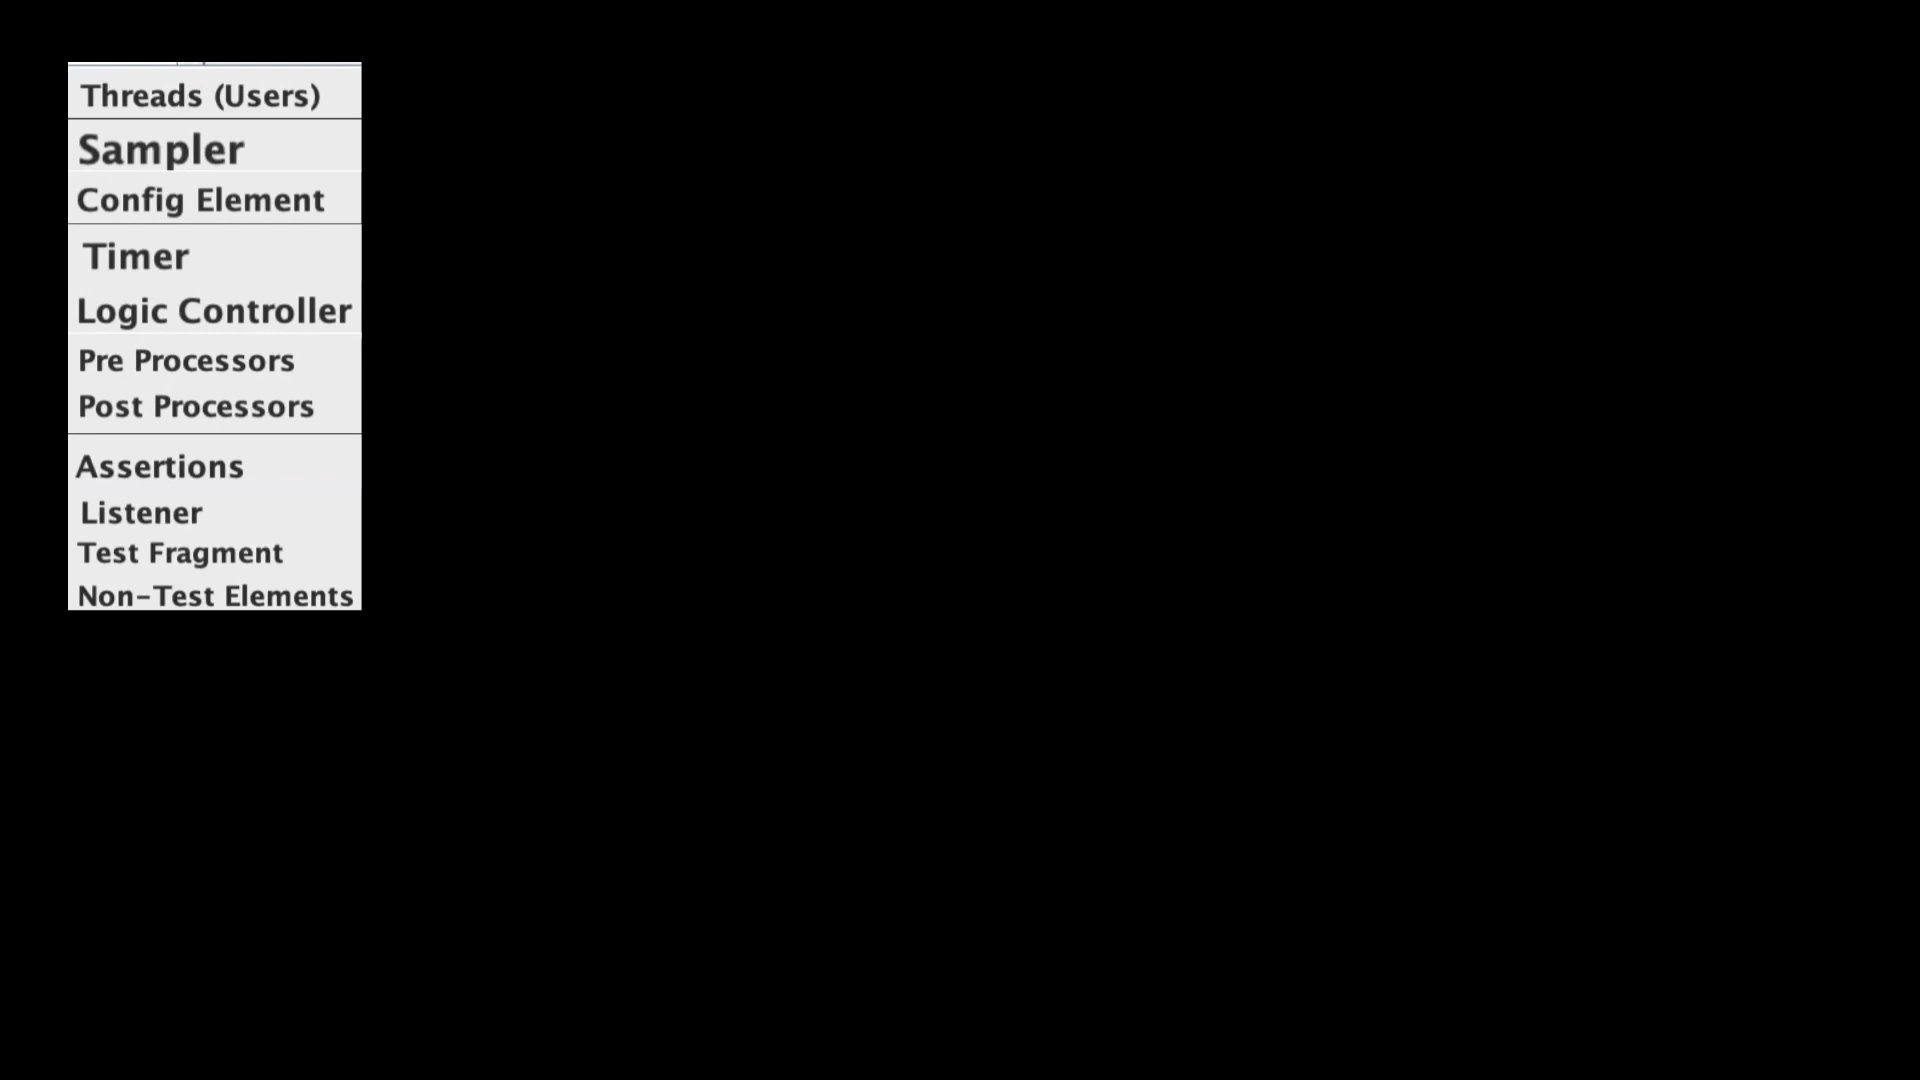 Threads (Users)
Sampler
Config Element
Timer
Logic Controller
Pre Processors
Post Processors
Assertions
Listener
Test Fragment
Non-Test Elements